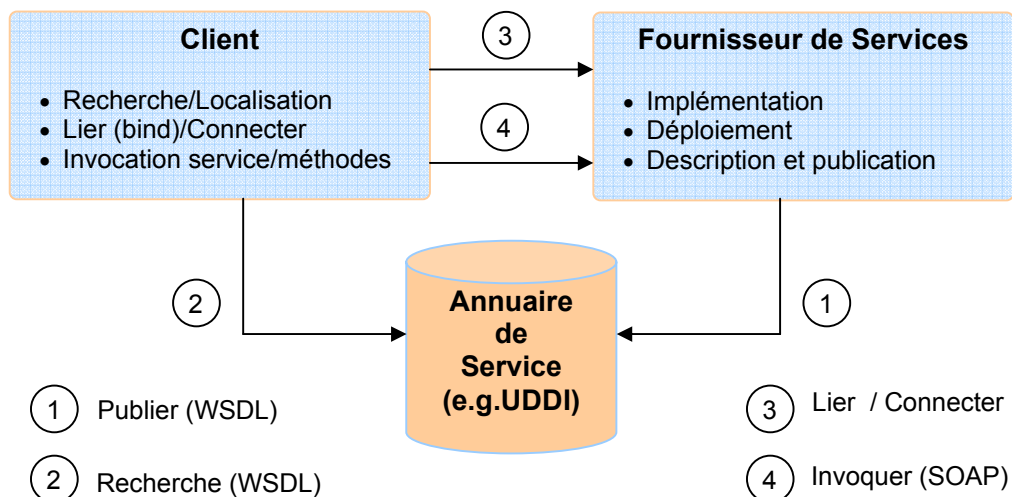 Client
• Recherche/Localisation
• Lier (bind)/Connecter
• Invocation service/méthodes
3
4
Fournisseur de Services
• Implémentation
• Déploiement
• Description et publication
2
Annuaire
de
Service
(e.g.UDDI)
1
1 Publier (WSDL)
2 Recherche (WSDL)
3 Lier / Connecter
4 Invoquer (SOAP)